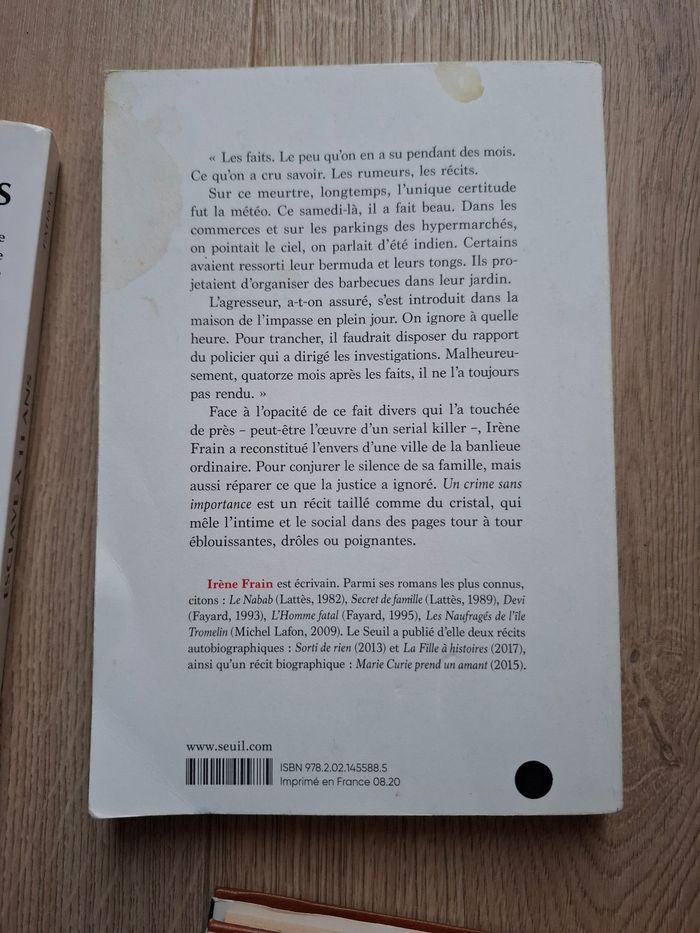 « Les faits. Le peu qu'on en a su pendant des mois.
Ce qu'on a cru savoir. Les rumeurs, les récits.
Sur ce meurtre, longtemps, l'unique certitude
fut la météo. Ce samedi-là, il a fait beau. Dans les
commerces et sur les parkings des hypermarchés,
on pointait le ciel, on parlait d'été indien. Certains
avaient ressorti leur bermuda et leurs tongs. Ils pro-
jetaient d'organiser des barbecues dans leur jardin.
L'agresseur, a-t-on assuré, s'est introduit dans la
maison de l'impasse en plein jour. On ignore à quelle
heure. Pour trancher, il faudrait disposer du rapport
du policier qui a dirigé les investigations. Malheureu-
sement, quatorze mois après les faits, il ne l'a toujours
pas rendu. »
Face à l'opacité de ce fait divers qui l'a touchée
de près – peut-être l'œuvre d'un serial killer –, Irène
Frain a reconstitué l'envers d'une ville de la banlieue
ordinaire. Pour conjurer le silence de sa famille, mais
aussi réparer ce que la justice a ignoré. Un crime sans
importance est un récit taillé comme du cristal, qui
mêle l'intime et le social dans des pages tour à tour
éblouissantes, drôles ou poignantes.
Irène Frain est écrivain. Parmi ses romans les plus connus,
citons : Le Nabab (Lattès, 1982), Secret de famille (Lattès, 1989), Devi
(Fayard, 1993), L'Homme fatal (Fayard, 1995), Les Naufragés de l'île
Tromelin (Michel Lafon, 2009). Le Seuil a publié d'elle deux récits
autobiographiques : Sorti de rien (2013) et La Fille à histoires (2017),
ainsi qu'un récit biographique : Marie Curie prend un amant (2015).
www.seuil.com
ISBN 978.2.02.145588.5
Imprimé en France 08.20
S
e
e
FATIMA
ESCLAVE À 11 ANS